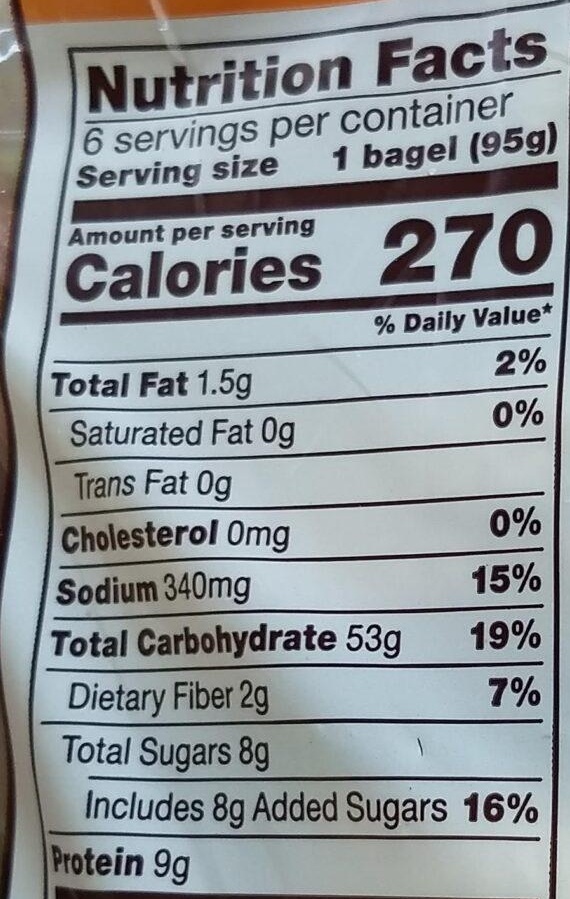 Nutrition Facts
6 servings per container
Serving size 1 bagel (95g)
Amount per serving
Calories 270
% Daily Value*
Total Fat 1.5g 2%
Saturated Fat 0g 0%
Trans Fat 0g
Cholesterol 0mg 0%
Sodium 340mg 15%
Total Carbohydrate 53g 19%
Dietary Fiber 2g 7%
Total Sugars 8g
Includes 8g Added Sugars 16%
Protein 9g